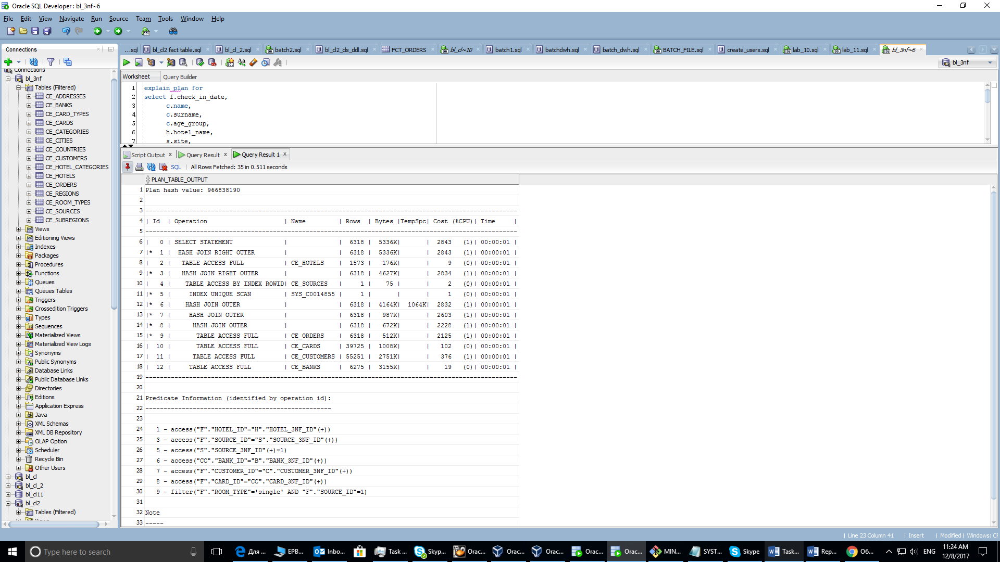 Oracle SQL Developer : bl_3nf~6
File Edit View Navigate Run Source Team Tools Window Help
Connections
Connections
bl_3nf
Tables (Filtered)
CE_ADDRESSES
CE_BANKS
CE_CARD_TYPES
CE_CARDS
CE_CATEGORIES
CE_CITIES
CE_COUNTRIES
CE_CUSTOMERS
CE_HOTEL_CATEGORIES
CE_HOTELS
CE_ORDERS
CE_REGIONS
CE_ROOM_TYPES
CE_SOURCES
CE_SUBREGIONS
Views
Editioning Views
Indexes
Packages
Procedures
Functions
Queues
Queues Tables
Triggers
Crossedition Triggers
Types
Sequences
Materialized Views
Materialized View Logs
Synonyms
Public Synonyms
Database Links
Public Database Links
Directories
Editions
Application Express
Java
XML Schemas
XML DB Repository
OLAP Option
Scheduler
Recycle Bin
Other Users
bl_cl
bl_cl_2
bl_cl11
bl_cl2
Tables (Filtered)
...sql bl_cl2 fact table.sql bl_cl_2.sql batch2.sql bl_cl2_cls_ddl.sql FCT_ORDERS bl_cl~10 batch1.sql batchdwh.sql batch_dwh.sql BATCH_FILE.sql create_users.sql lab_10.sql lab_11.sql bl_3nf~6
bl_3nf
Worksheet Query Builder
1 explain plan for
2 select f.check_in_date,
3 c.name,
4 c.surname,
5 c.age_group,
6 h.hotel_name,
7 s.site,
Script Output x Query Result x Query Result 1 x
SQL | All Rows Fetched: 35 in 0.511 seconds
PLAN_TABLE_OUTPUT
1 Plan hash value: 966838190
2
3 ------------------------------------------------------------------------------------------------------
4 | Id | Operation | Name | Rows | Bytes |TempSpc| Cost (%CPU)| Time |
5 ------------------------------------------------------------------------------------------------------
6 | 0 | SELECT STATEMENT | | 6318 | 5336K| | 2843 (1)| 00:00:01 |
7 |* 1 | HASH JOIN RIGHT OUTER | | 6318 | 5336K| | 2843 (1)| 00:00:01 |
8 | 2 | TABLE ACCESS FULL | CE_HOTELS | 1573 | 176K| | 9 (0)| 00:00:01 |
9 |* 3 | HASH JOIN RIGHT OUTER | | 6318 | 4627K| | 2834 (1)| 00:00:01 |
10 | 4 | TABLE ACCESS BY INDEX ROWID| CE_SOURCES | 1 | 75 | | 2 (0)| 00:00:01 |
11 |* 5 | INDEX UNIQUE SCAN | SYS_C0014855 | 1 | | | 1 (0)| 00:00:01 |
12 |* 6 | HASH JOIN OUTER | | 6318 | 4164K| 1064K| 2832 (1)| 00:00:01 |
13 |* 7 | HASH JOIN OUTER | | 6318 | 987K| | 2603 (1)| 00:00:01 |
14 |* 8 | HASH JOIN OUTER | | 6318 | 672K| | 2228 (1)| 00:00:01 |
15 |* 9 | TABLE ACCESS FULL | CE_ORDERS | 6318 | 512K| | 2125 (1)| 00:00:01 |
16 | 10 | TABLE ACCESS FULL | CE_CARDS | 39725 | 1008K| | 102 (0)| 00:00:01 |
17 | 11 | TABLE ACCESS FULL | CE_CUSTOMERS | 55251 | 2751K| | 376 (1)| 00:00:01 |
18 | 12 | TABLE ACCESS FULL | CE_BANKS | 6275 | 3155K| | 19 (0)| 00:00:01 |
19 ------------------------------------------------------------------------------------------------------
20
21 Predicate Information (identified by operation id):
22 ---------------------------------------------------
23
24 1 - access("F"."HOTEL_ID"="H"."HOTEL_3NF_ID"(+))
25 3 - access("F"."SOURCE_ID"="S"."SOURCE_3NF_ID"(+))
26 5 - access("S"."SOURCE_3NF_ID"(+)=1)
27 6 - access("CC"."BANK_ID"="B"."BANK_3NF_ID"(+))
28 7 - access("F"."CUSTOMER_ID"="C"."CUSTOMER_3NF_ID"(+))
29 8 - access("F"."CARD_ID"="CC"."CARD_3NF_ID"(+))
30 9 - filter("F"."ROOM_TYPE"='single' AND "F"."SOURCE_ID"=1)
31
32 Note
33 -----
| Line 23 Column 41 | Insert | Modified | Windows: CF
Type here to search
Для ... EPB... Inbo... Task ... Skyp... Orac... Orac... Orac... Orac... Orac... MIN... SYST... Skype Task... Rep... Об...
ENG
11:24 AM
12/8/2017